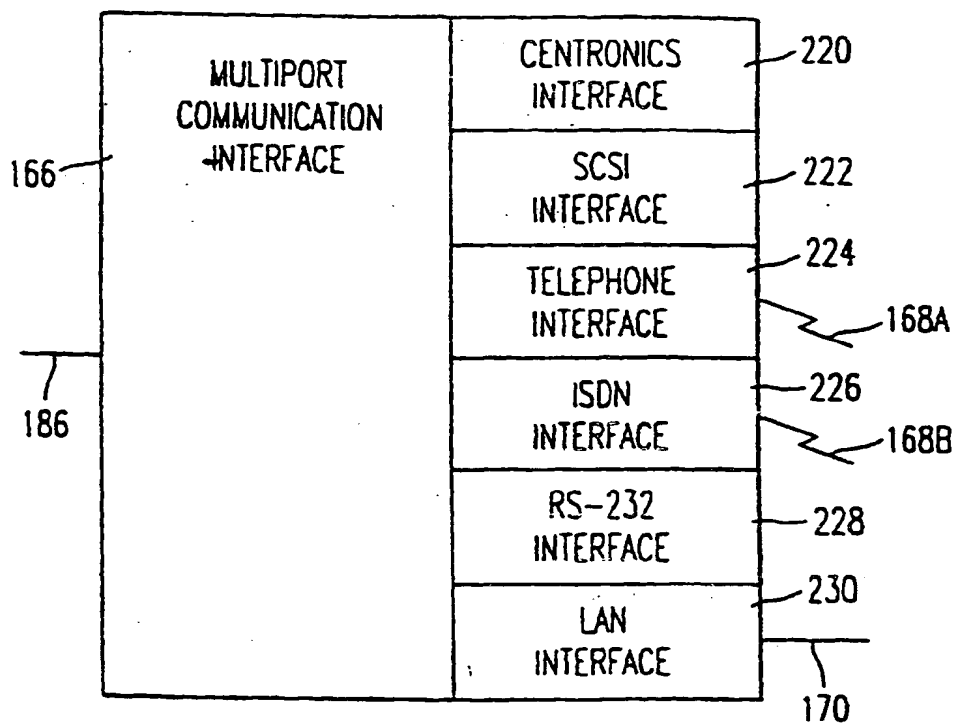 MULTIPORT
COMMUNICATION
INTERFACE
166
186
CENTRONICS
INTERFACE
220
SCSI
INTERFACE
222
TELEPHONE
INTERFACE
224
168A
ISDN
INTERFACE
226
168B
RS-232
INTERFACE
228
LAN
INTERFACE
230
170